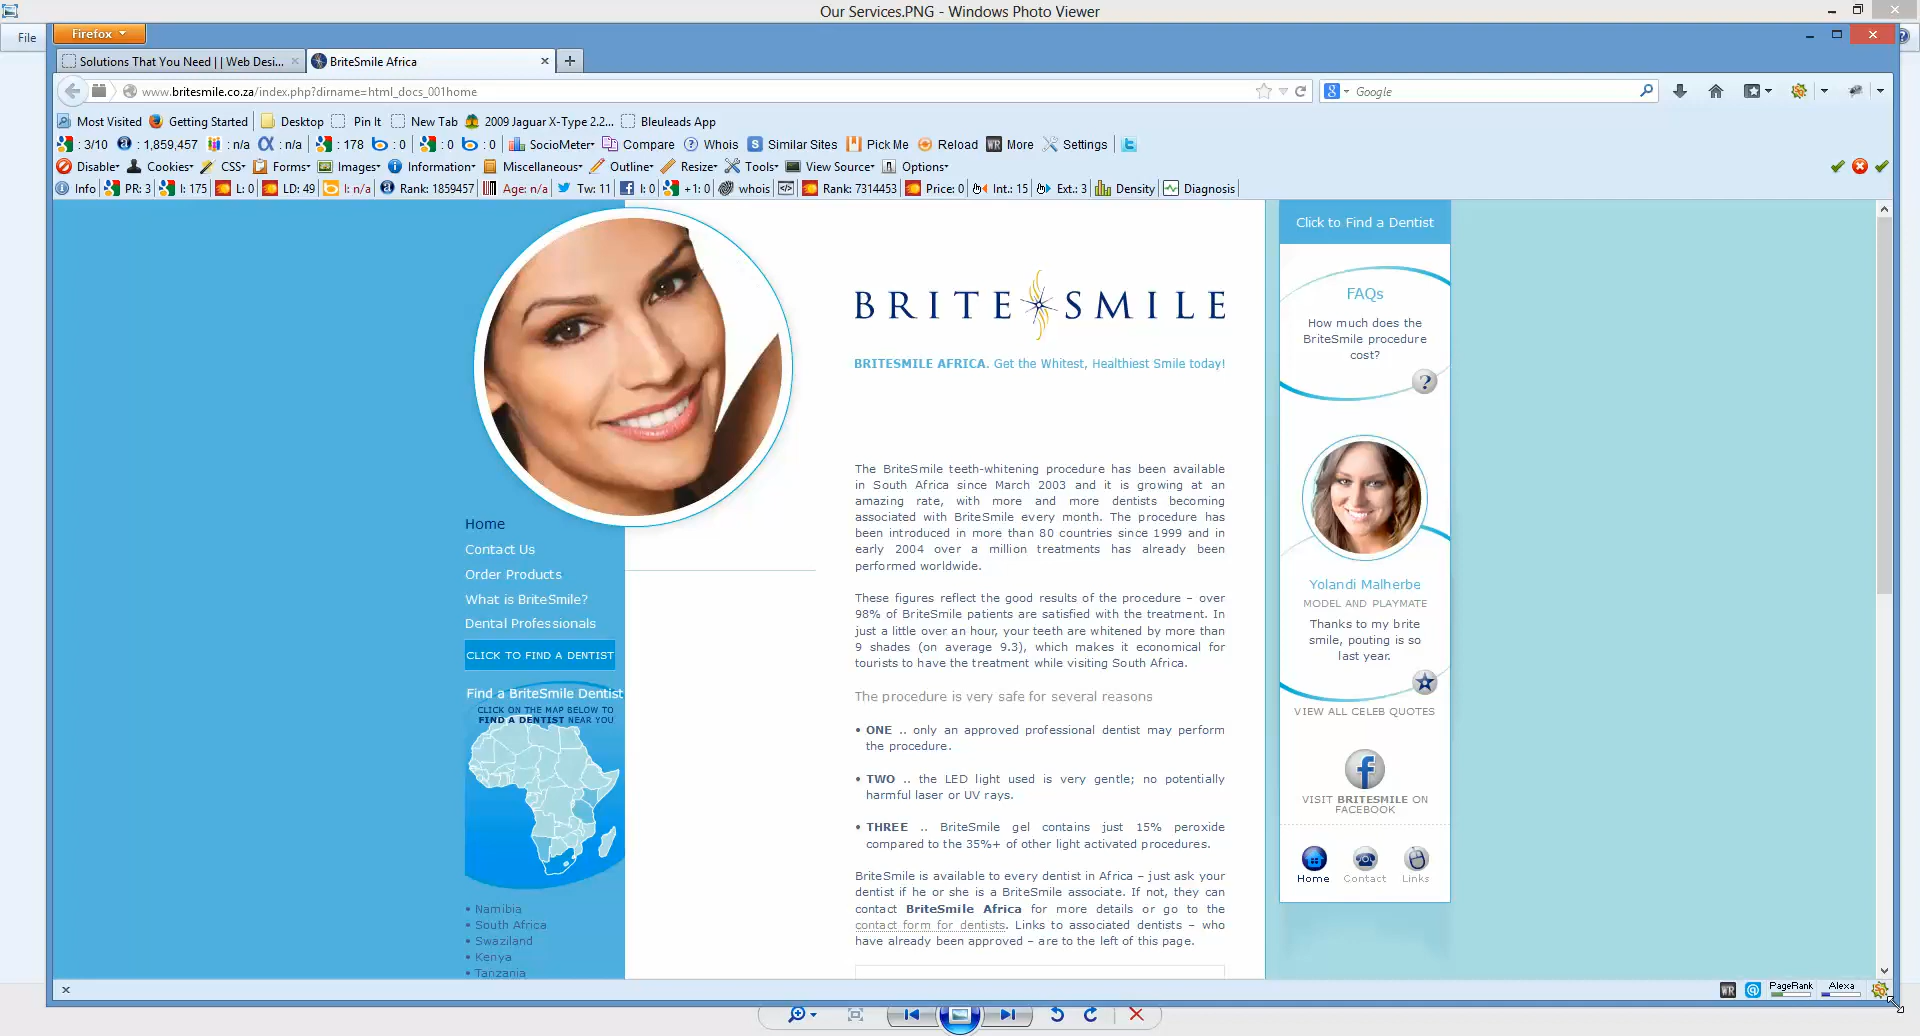 Our Services.PNG - Windows Photo Viewer
File
Firefox
Solutions That You Need | | Web Desi...
BriteSmile Africa
www.britesmile.co.za/index.php?dirname=html_docs_001home
Google
Most Visited Getting Started Desktop Pin It New Tab 2009 Jaguar X-Type 2.2... Bleuleads App
: 3/10 : 1,859,457 : n/a : n/a : 178 : 0 : 0 : 0 SocioMeter Compare Whois Similar Sites Pick Me Reload More Settings
Disable Cookies CSS Forms Images Information Miscellaneous Outline Resize Tools View Source Options
Info PR: 3 I: 175 L: 0 LD: 49 I: n/a Rank: 1859457 Age: n/a Tw: 11 I: 0 +1: 0 whois Rank: 7314453 Price: 0 Int.: 15 Ext.: 3 Density Diagnosis
Home
Contact Us
Order Products
What is BriteSmile?
Dental Professionals
CLICK TO FIND A DENTIST
Find a BriteSmile Dentist
CLICK ON THE MAP BELOW TO
FIND A DENTIST NEAR YOU
• Namibia
• South Africa
• Swaziland
• Kenya
• Tanzania
BRITE SMILE
BRITESMILE AFRICA. Get the Whitest, Healthiest Smile today!
The BriteSmile teeth-whitening procedure has been available
in South Africa since March 2003 and it is growing at an
amazing rate, with more and more dentists becoming
associated with BriteSmile every month. The procedure has
been introduced in more than 80 countries since 1999 and in
early 2004 over a million treatments has already been
performed worldwide.
These figures reflect the good results of the procedure – over
98% of BriteSmile patients are satisfied with the treatment. In
just a little over an hour, your teeth are whitened by more than
9 shades (on average 9.3), which makes it economical for
tourists to have the treatment while visiting South Africa.
The procedure is very safe for several reasons
• ONE .. only an approved professional dentist may perform
the procedure.
• TWO .. the LED light used is very gentle; no potentially
harmful laser or UV rays.
• THREE .. BriteSmile gel contains just 15% peroxide
compared to the 35%+ of other light activated procedures.
BriteSmile is available to every dentist in Africa – just ask your
dentist if he or she is a BriteSmile associate. If not, they can
contact BriteSmile Africa for more details or go to the
contact form for dentists. Links to associated dentists – who
have already been approved – are to the left of this page.
Click to Find a Dentist
FAQs
How much does the
BriteSmile procedure
cost?
Yolandi Malherbe
MODEL AND PLAYMATE
Thanks to my brite
smile, pouting is so
last year.
VIEW ALL CELEB QUOTES
VISIT BRITESMILE ON
FACEBOOK
Home Contact Links
WR PageRank Alexa